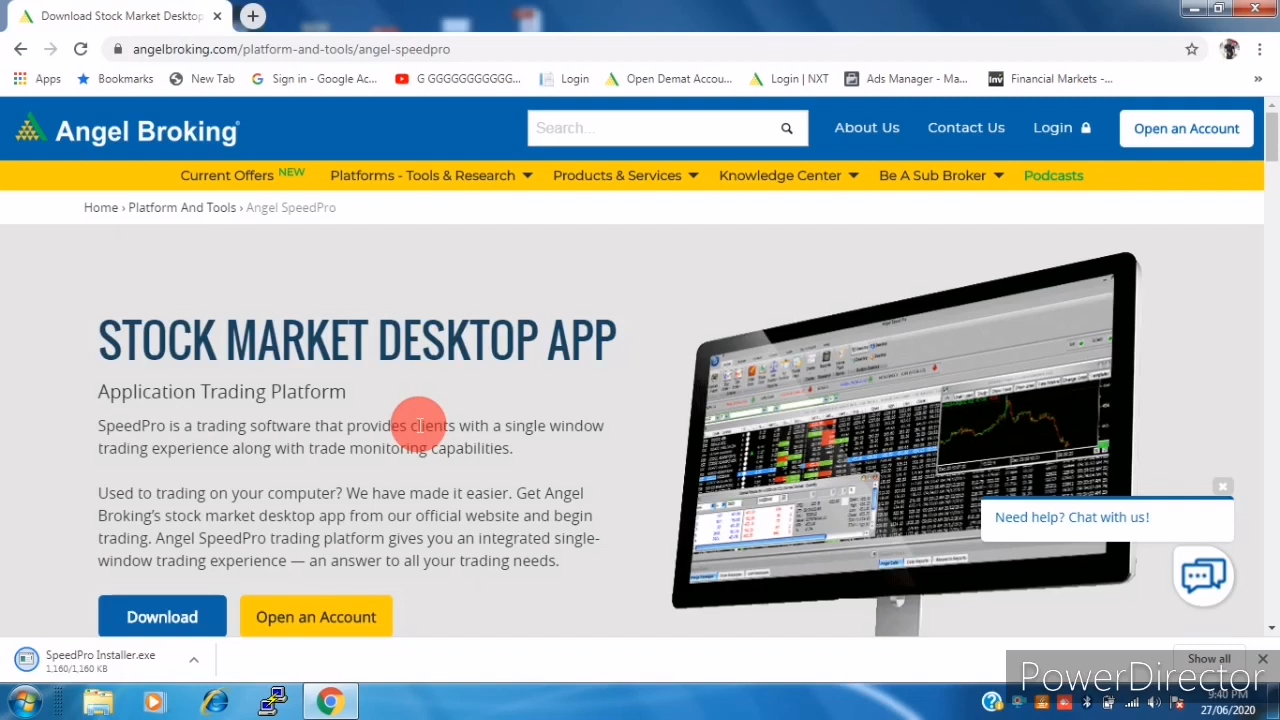 Download Stock Market Desktop
angelbroking.com/platform-and-tools/angel-speedpro
Apps Bookmarks New Tab Sign in - Google Ac... G GGGGGGGGGGG... Login Open Demat Accou... Login | NXT Ads Manager - Ma... Inv Financial Markets -... »
Angel Broking
Search...
About Us Contact Us Login Open an Account
Current Offers NEW Platforms - Tools & Research Products & Services Knowledge Center Be A Sub Broker Podcasts
Home › Platform And Tools › Angel SpeedPro
STOCK MARKET DESKTOP APP
Application Trading Platform
SpeedPro is trading software that provides clients with a single window
trading experience along with trade monitoring capabilities.
Used to trading on your computer? We have made it easier. Get Angel
Broking's desktop app from our official website and begin
trading. Angel SpeedPro trading platform gives you an integrated single-
window trading experience — an answer to all your trading needs.
Download Open an Account
Need help? Chat with us!
SpeedPro Installer.exe
1,160/1,160 KB
Show all
PowerDirector
9:40 PM
27/06/2020